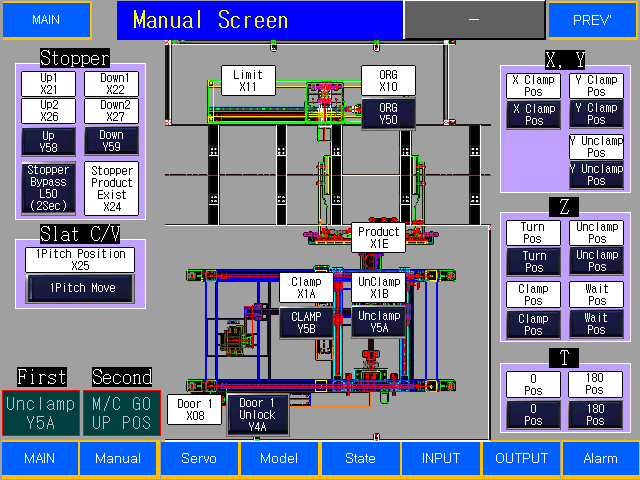 MAIN
Manual Screen
-
PREV'
Stopper
Up1
X21
Down1
X22
Up2
X26
Down2
X27
Up
Y58
Down
Y59
Stopper
Bypass
L50
(2Sec)
Stopper
Product
Exist
X24
Slat C/V
1Pitch Position
X25
1Pitch Move
Limit
X11
ORG
X10
ORG
Y50
Product
X1E
Clamp
X1A
UnClamp
X1B
CLAMP
Y5B
Unclamp
Y5A
X, Y
X Clamp
Pos
Y Clamp
Pos
X Clamp
Pos
Y Clamp
Pos
Y Unclamp
Pos
Y Unclamp
Pos
Z
Turn
Pos
Unclamp
Pos
Turn
Pos
Unclamp
Pos
Clamp
Pos
Wait
Pos
Clamp
Pos
Wait
Pos
T
0
Pos
180
Pos
0
Pos
180
Pos
First
Second
Unclamp
Y5A
M/C GO
UP POS
Door 1
X08
Door 1
Unlock
Y4A
MAIN
Manual
Servo
Model
State
INPUT
OUTPUT
Alarm